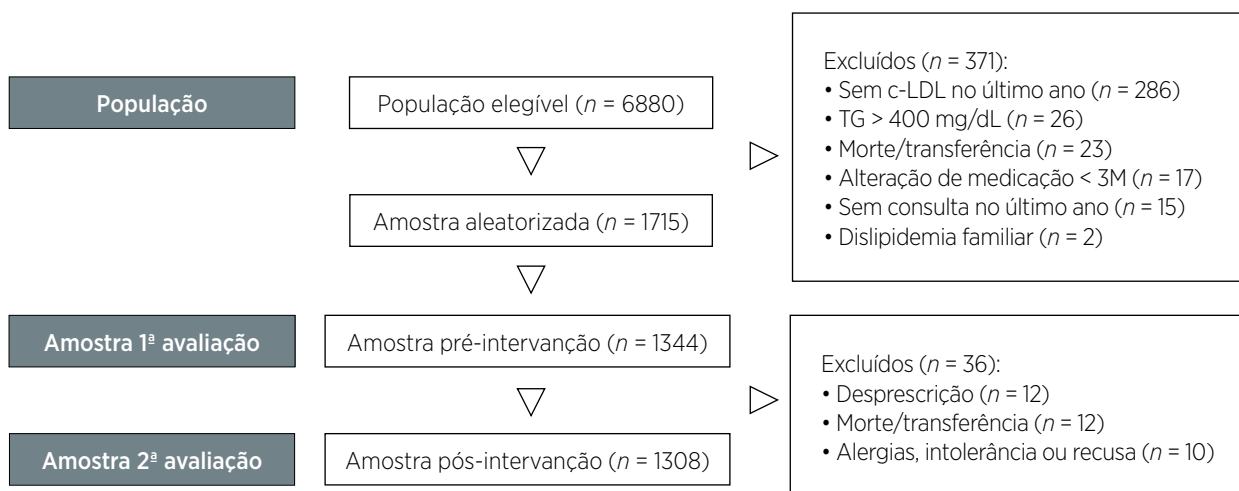 População
População elegível (n = 6880)
Amostra aleatorizada (n = 1715)
Excluídos (n = 371):
• Sem c-LDL no último ano (n = 286)
• TG > 400 mg/dL (n = 26)
• Morte/transferência (n = 23)
• Alteração de medicação < 3M (n = 17)
• Sem consulta no último ano (n = 15)
• Dislipidemia familiar (n = 2)
Amostra 1ª avaliação
Amostra pré-intervanção (n = 1344)
Excluídos (n = 36):
• Desprescrição (n = 12)
• Morte/transferência (n = 12)
• Alergias, intolerância ou recusa (n = 10)
Amostra 2ª avaliação
Amostra pós-intervanção (n = 1308)